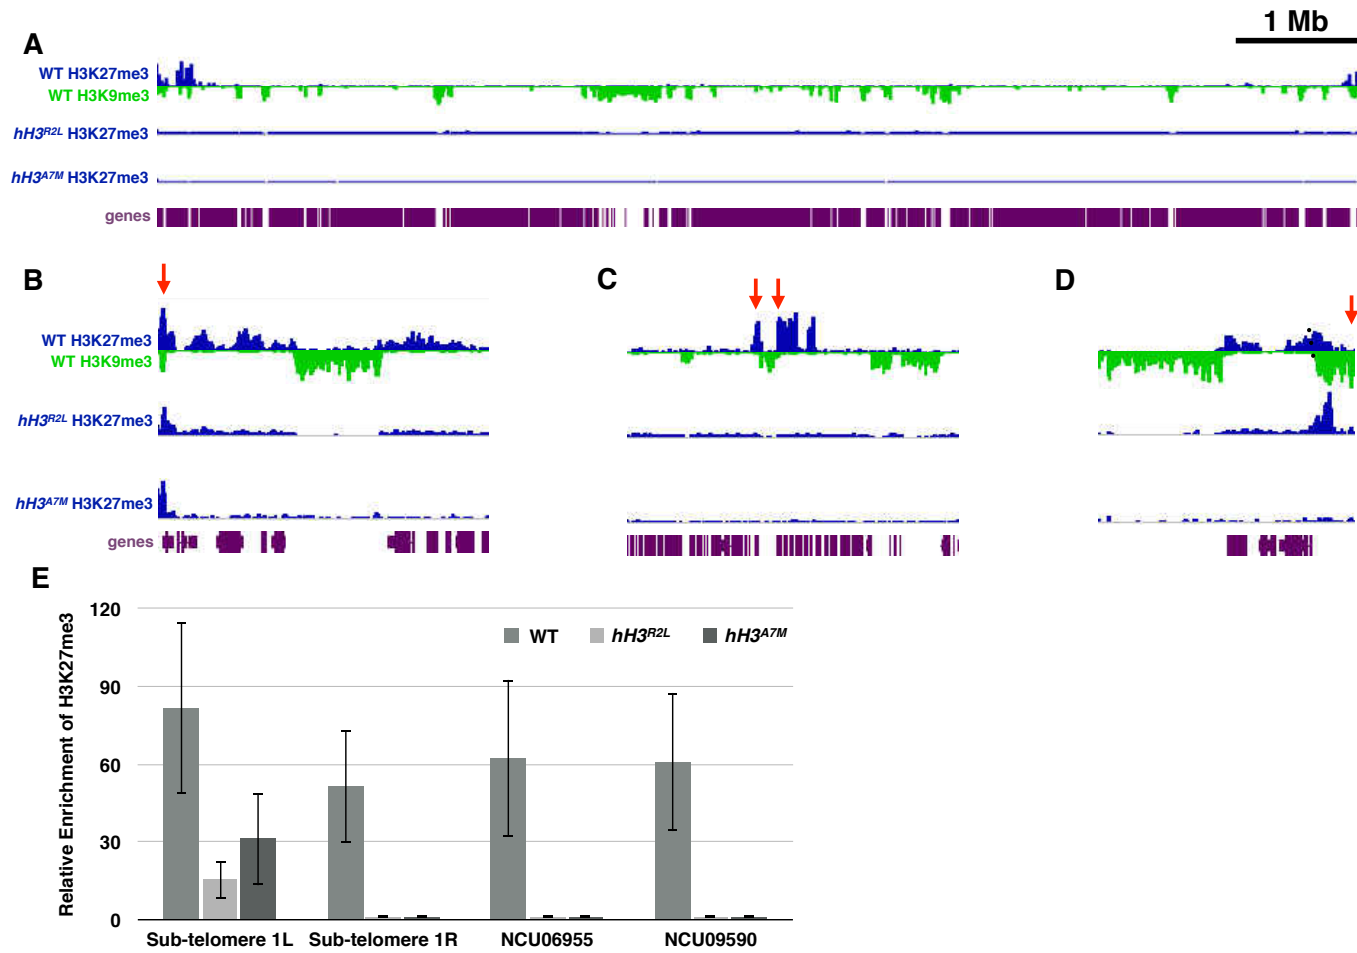 1 Mb
A
WT H3K27me3
WT H3K9me3
hH3R2L H3K27me3
hH3A7M H3K27me3
genes
B
C
D
WT H3K27me3
WT H3K9me3
hH3R2L H3K27me3
hH3A7M H3K27me3
genes
E
Relative Enrichment of H3K27me3
120
90
60
30
0
WT
hH3R2L
hH3A7M
Sub-telomere 1L
Sub-telomere 1R
NCU06955
NCU09590